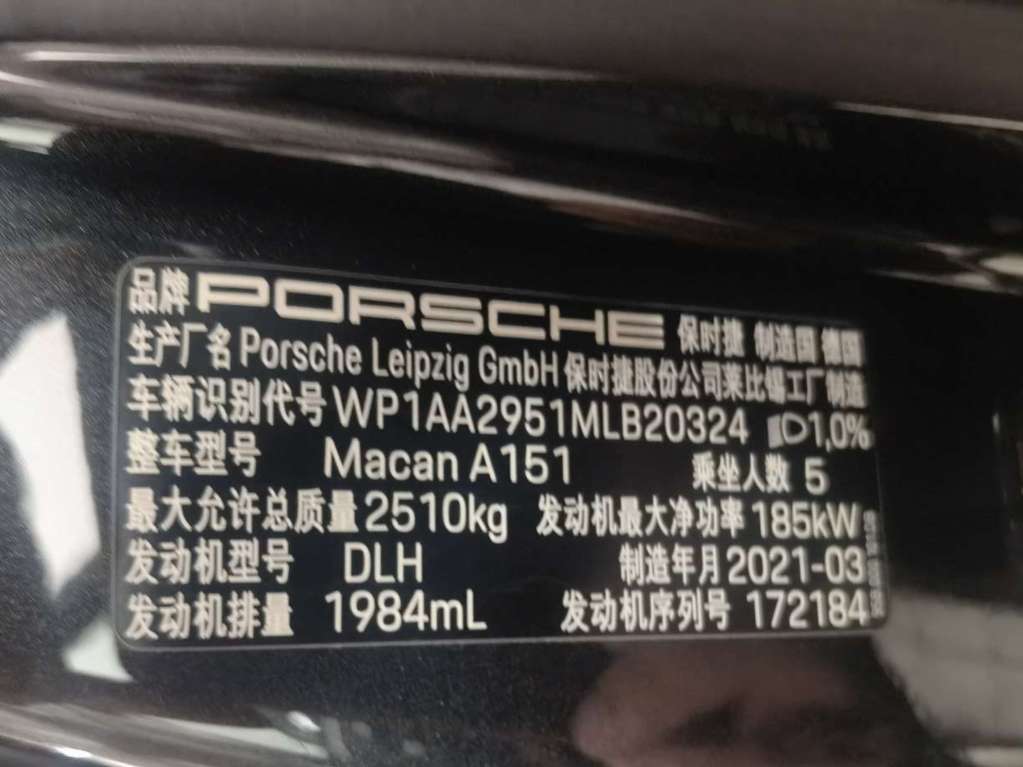 品牌 PORSCHE 保时捷 制造国 德国
生产厂名 Porsche Leipzig GmbH 保时捷股份公司莱比锡工厂制造
车辆识别代号 WP1AA2951MLB20324 1,0%
整车型号 Macan A151 乘坐人数 5
最大允许总质量 2510kg 发动机最大净功率 185kW
发动机型号 DLH 制造年月 2021-03
发动机排量 1984mL 发动机序列号 172184